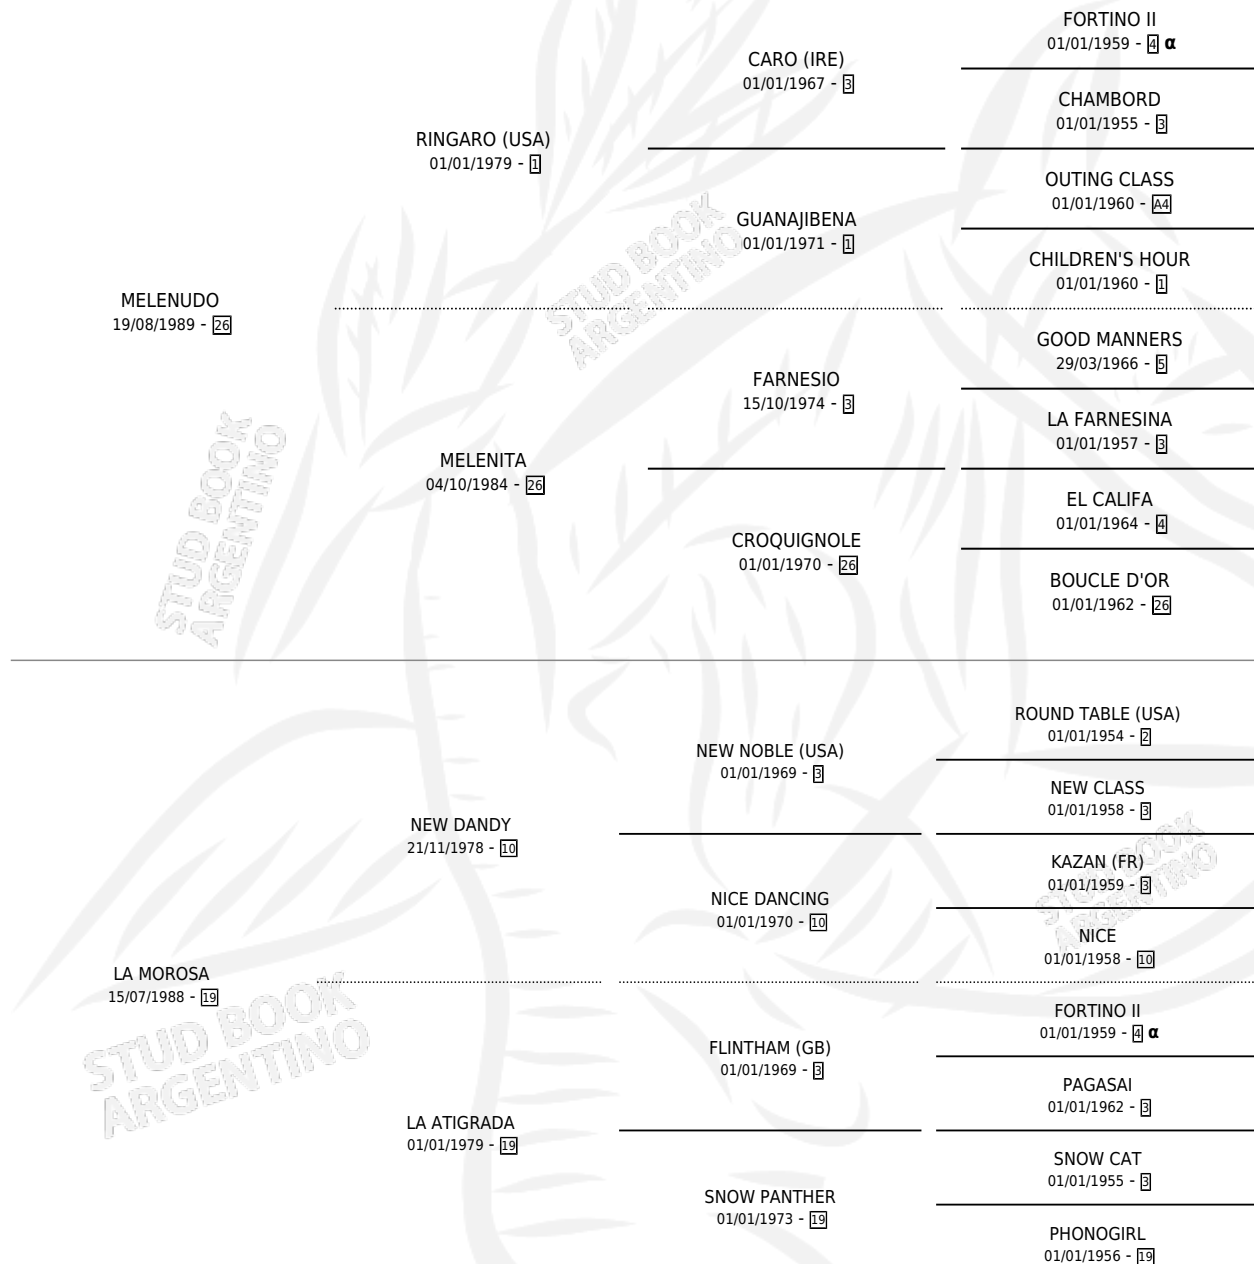 FORTINO II
01/01/1959 - 4 α
CARO (IRE)
01/01/1967 - 3
CHAMBORD
01/01/1955 - 3
RINGARO (USA)
01/01/1979 - 1
OUTING CLASS
01/01/1960 - A4
GUANAJIBENA
01/01/1971 - 1
CHILDREN'S HOUR
01/01/1960 - 1
MELENUDO
19/08/1989 - 26
GOOD MANNERS
29/03/1966 - 5
FARNESIO
15/10/1974 - 3
LA FARNESINA
01/01/1957 - 3
MELENITA
04/10/1984 - 26
EL CALIFA
01/01/1964 - 4
CROQUIGNOLE
01/01/1970 - 26
BOUCLE D'OR
01/01/1962 - 26
ROUND TABLE (USA)
01/01/1954 - 2
NEW NOBLE (USA)
01/01/1969 - 3
NEW CLASS
01/01/1958 - 3
NEW DANDY
21/11/1978 - 10
KAZAN (FR)
01/01/1959 - 3
NICE DANCING
01/01/1970 - 10
NICE
01/01/1958 - 10
LA MOROSA
15/07/1988 - 19
FORTINO II
01/01/1959 - 4 α
FLINTHAM (GB)
01/01/1969 - 3
PAGASAI
01/01/1962 - 3
LA ATIGRADA
01/01/1979 - 19
SNOW CAT
01/01/1955 - 3
SNOW PANTHER
01/01/1973 - 19
PHONOGIRL
01/01/1956 - 19
STUD BOOK
ARGENTINO
STUD BOOK
ARGENTINO
STUD BOOK
ARGENTINO
STUD BOOK
ARGENTINO